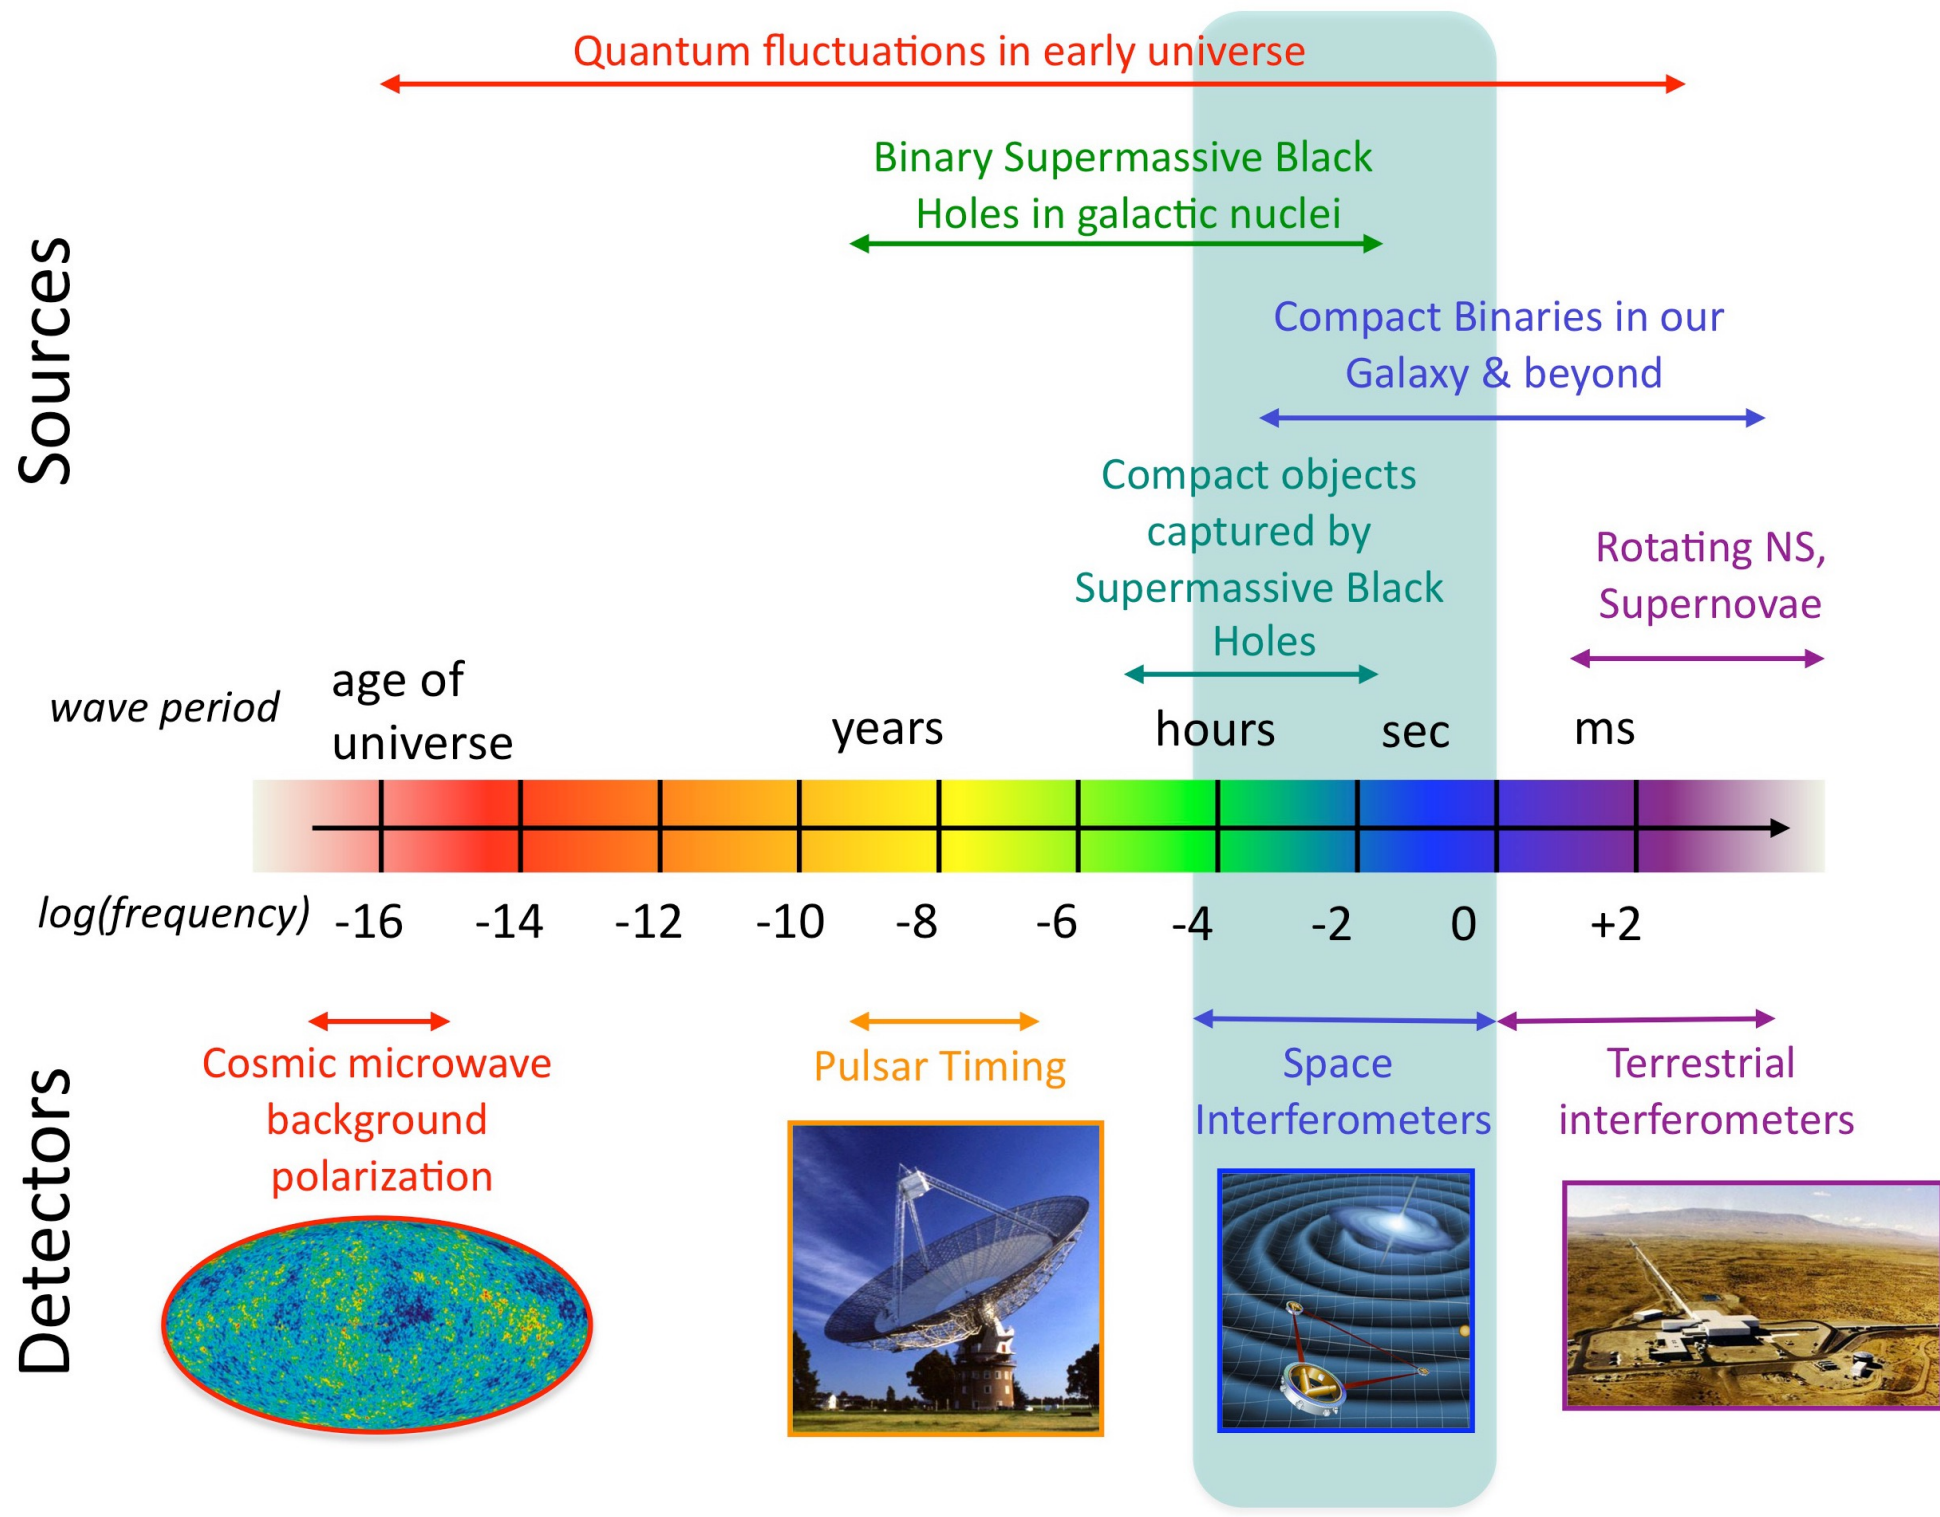 Quantum fluctuations in early universe
Binary Supermassive Black
Holes in galactic nuclei
Compact Binaries in our
Galaxy & beyond
Compact objects
captured by
Supermassive Black
Holes
Rotating NS,
Supernovae
Sources
wave period
age of
universe
years
hours
sec
ms
log(frequency)
-16
-14
-12
-10
-8
-6
-4
-2
0
+2
Detectors
Cosmic microwave
background
polarization
Pulsar Timing
Space
Interferometers
Terrestrial
interferometers